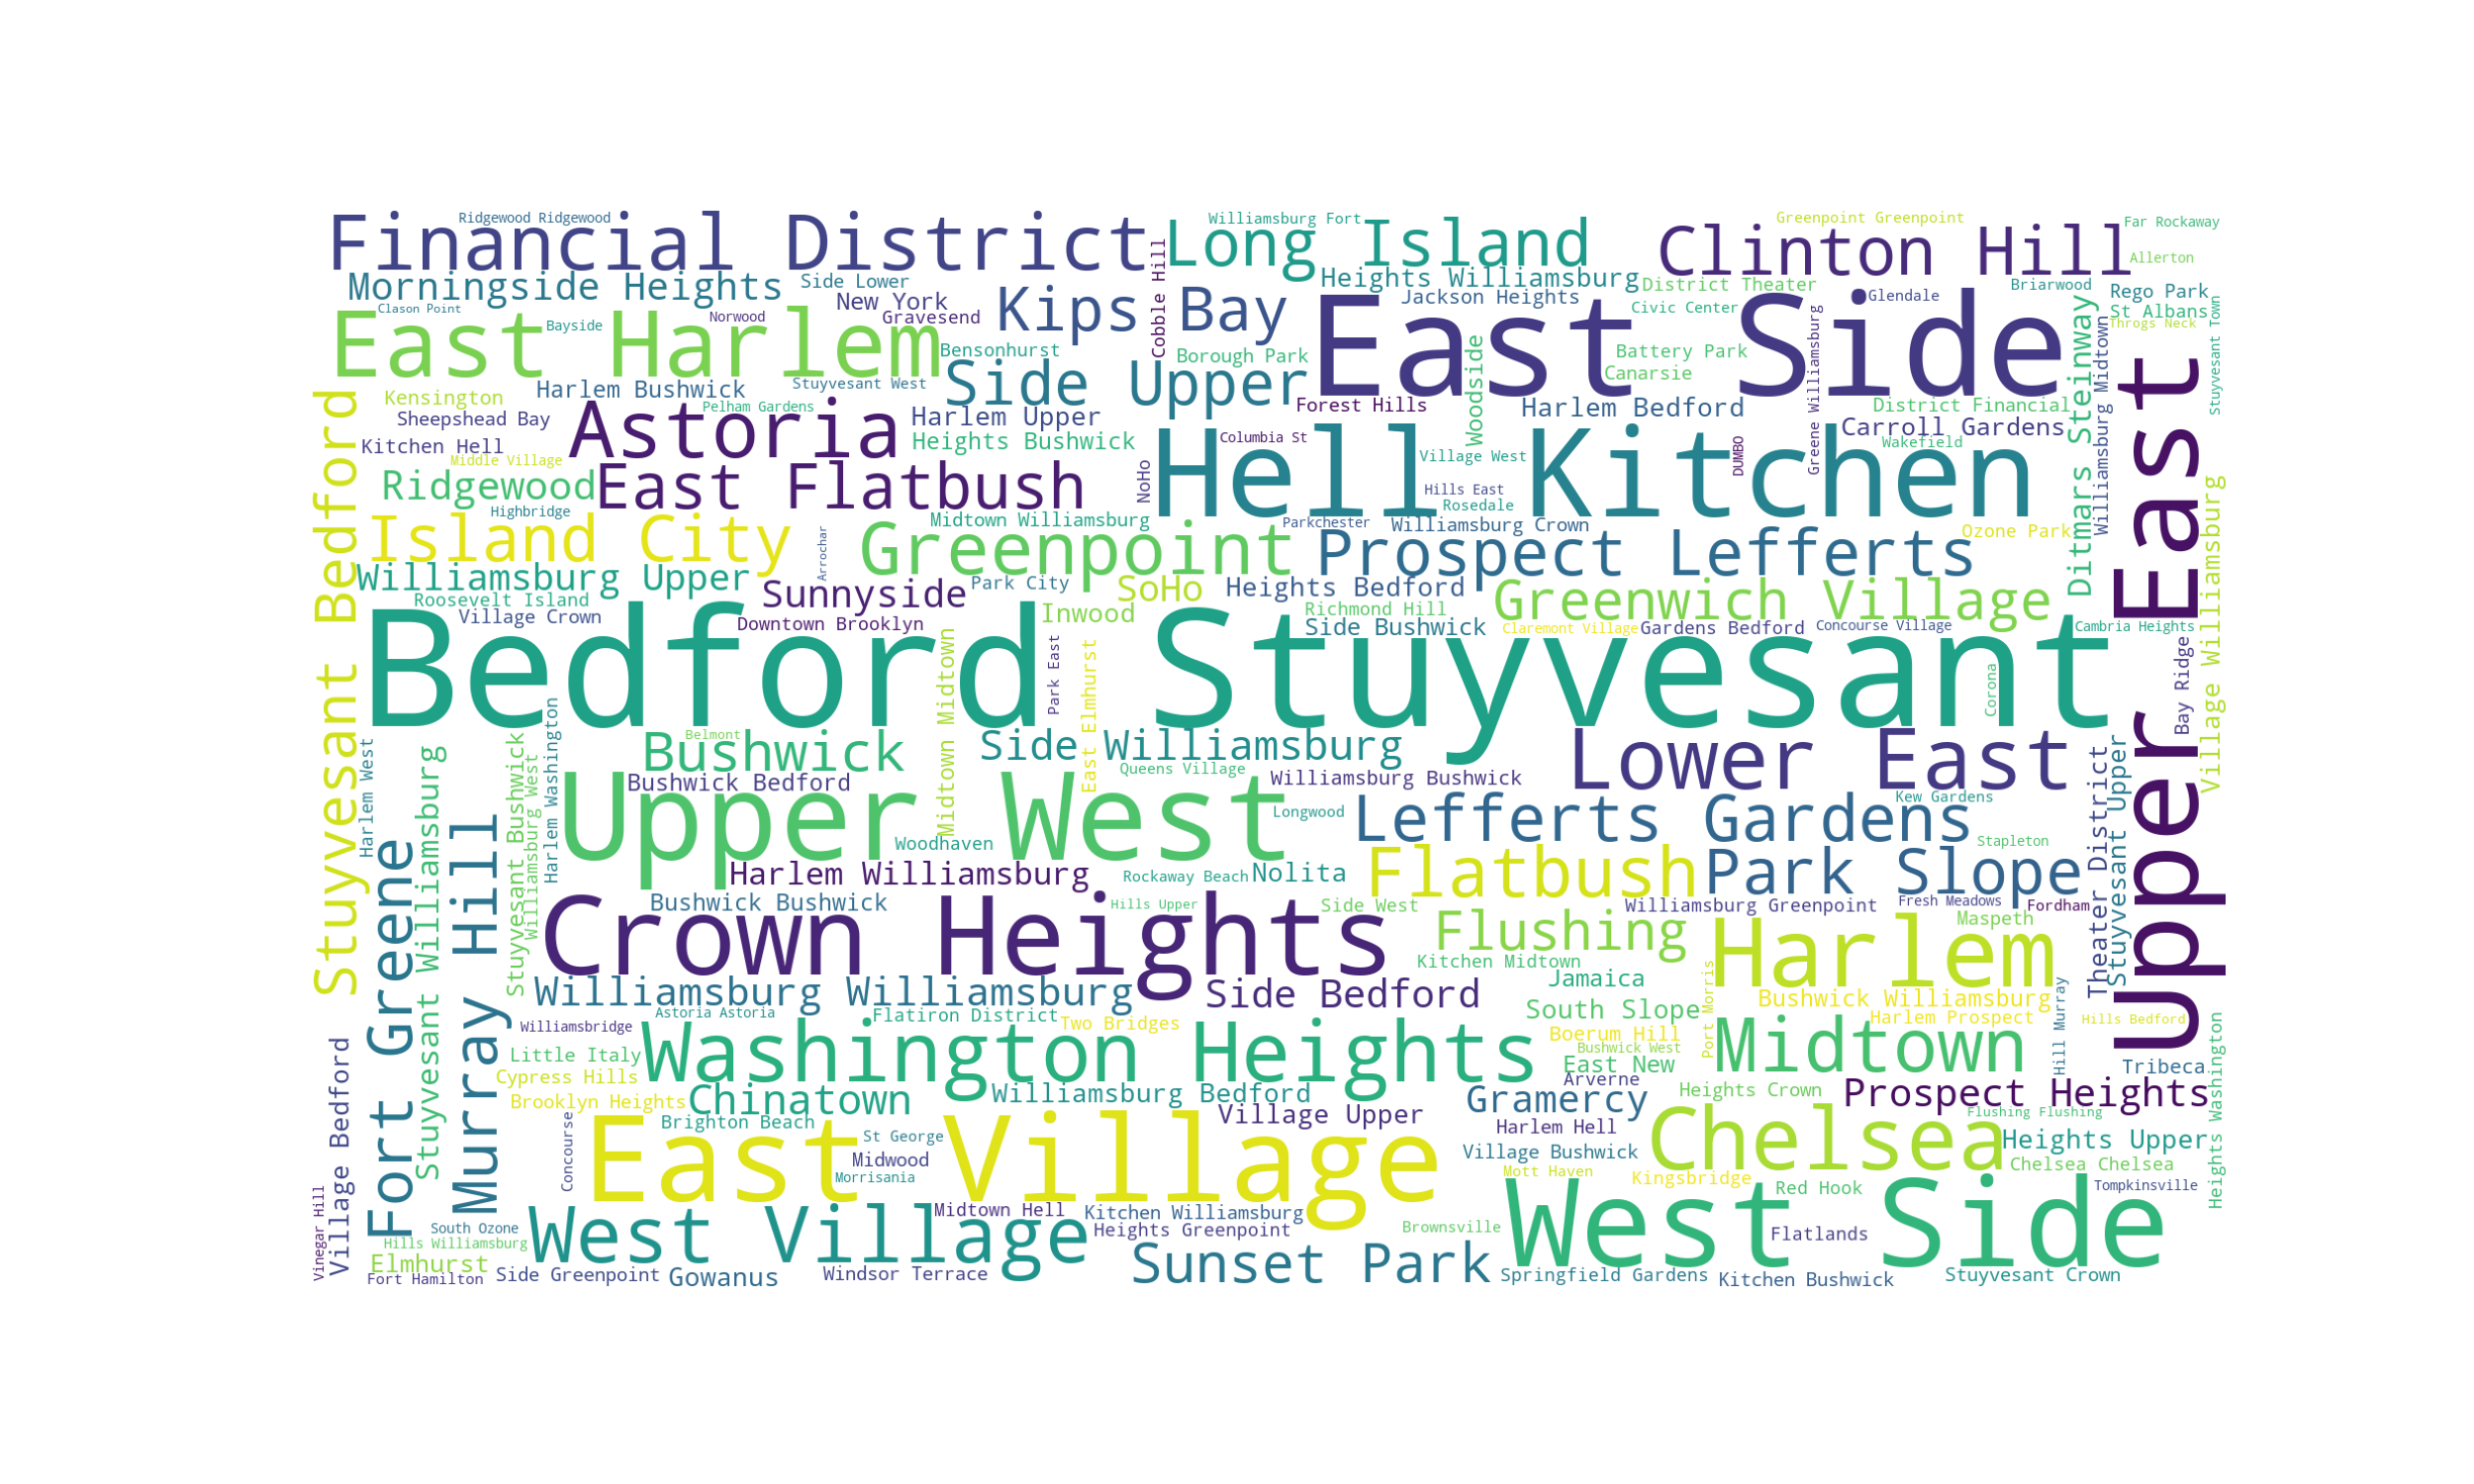 Ridgewood Ridgewood
Williamsburg Fort
Greenpoint Greenpoint
Far Rockaway
Financial District
Long Island
Clinton Hill
Allerton
Cobble Hill
Morningside Heights
Side Lower
Heights Williamsburg
District Theater
Briarwood
Rego Park
Clason Point
New York
Kips Bay
Jackson Heights
Glendale
St Albans
Norwood
Gravesend
Civic Center
Throgs Neck
Stuyvesant Town
East Harlem
Bayside
East Side
Bensonhurst
Borough Park
Woodside
Battery Park
Greene Williamsburg
Ditmars Steinway
Williamsburg Midtown
Upper East
Harlem Bushwick
Stuyvesant West
Side Upper
Canarsie
Kensington
Pelham Gardens
Forest Hills
Harlem Bedford
District Financial
Stuyvesant Bedford
Sheepshead Bay
Astoria
Harlem Upper
Carroll Gardens
Kitchen Hell
Heights Bushwick
Columbia St
Wakefield
Middle Village
Village West
DUMBO
Hell Kitchen
Ridgewood
East Flatbush
NoHo
Hills East
Rosedale
Highbridge
Midtown Williamsburg
Parkchester
Williamsburg Crown
Ozone Park
Village Williamsburg
Island City
Arrochar
Greenpoint
Prospect Lefferts
Williamsburg Upper
Sunnyside
Park City
SoHo
Heights Bedford
Greenwich Village
Roosevelt Island
Inwood
Richmond Hill
Village Crown
Downtown Brooklyn
Side Bushwick
Claremont Village
Gardens Bedford
Concourse Village
Cambria Heights
Midtown Midtown
Park East
East Elmhurst
Bay Ridge
Bedford Stuyvesant
Corona
Harlem West
Stuyvesant Williamsburg
Stuyvesant Bushwick
Williamsburg West
Harlem Washington
Belmont
Bushwick
Side Williamsburg
Lower East
Theater District
Stuyvesant Upper
Bushwick Bedford
Queens Village
Williamsburg Bushwick
Upper West
Longwood
Lefferts Gardens
Kew Gardens
Woodhaven
Stapleton
Fort Greene
Murray Hill
Harlem Williamsburg
Rockaway Beach
Nolita
Flatbush
Park Slope
Bushwick Bushwick
Hills Upper
Side West
Williamsburg Greenpoint
Fresh Meadows
Fordham
Crown Heights
Flushing
Harlem
Maspeth
Kitchen Midtown
Port Morris
Hill Murray
Williamsburg Williamsburg
Side Bedford
Jamaica
South Slope
Bushwick Williamsburg
Astoria Astoria
Flatiron District
Two Bridges
Harlem Prospect
Hills Bedford
Williamsbridge
Boerum Hill
Heights Washington
Village Bedford
Little Italy
Washington Heights
Bushwick West
Midtown
East New
Tribeca
Cypress Hills
Arverne
Brooklyn Heights
Chinatown
Williamsburg Bedford
Gramercy
Heights Crown
Prospect Heights
Concourse
Brighton Beach
Village Upper
Flushing Flushing
East Village
St George
Harlem Hell
Chelsea
Heights Upper
Midwood
Village Bushwick
Chelsea Chelsea
Morrisania
Mott Haven
Kingsbridge
Vinegar Hill
Red Hook
Tompkinsville
West Side
Midtown Hell
Kitchen Williamsburg
South Ozone
West Village
Heights Greenpoint
Brownsville
Flatlands
Hills Williamsburg
Elmhurst
Sunset Park
Fort Hamilton
Side Greenpoint
Gowanus
Windsor Terrace
Springfield Gardens
Kitchen Bushwick
Stuyvesant Crown